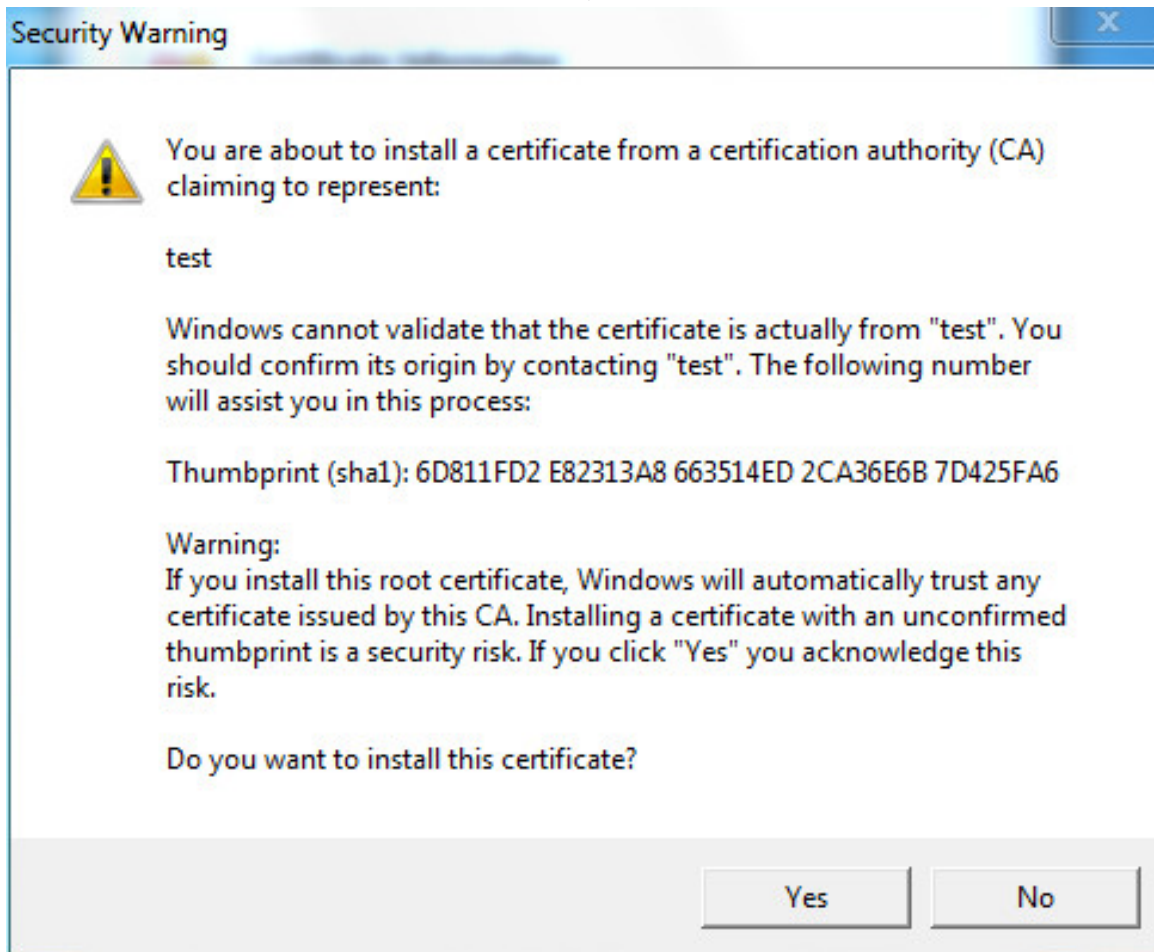 Security Warning
You are about to install a certificate from a certification authority (CA)
claiming to represent:
test
Windows cannot validate that the certificate is actually from "test". You
should confirm its origin by contacting "test". The following number
will assist you in this process:
Thumbprint (sha1): 6D811FD2 E82313A8 663514ED 2CA36E6B 7D425FA6
Warning:
If you install this root certificate, Windows will automatically trust any
certificate issued by this CA. Installing a certificate with an unconfirmed
thumbprint is a security risk. If you click "Yes" you acknowledge this
risk.
Do you want to install this certificate?
Yes
No